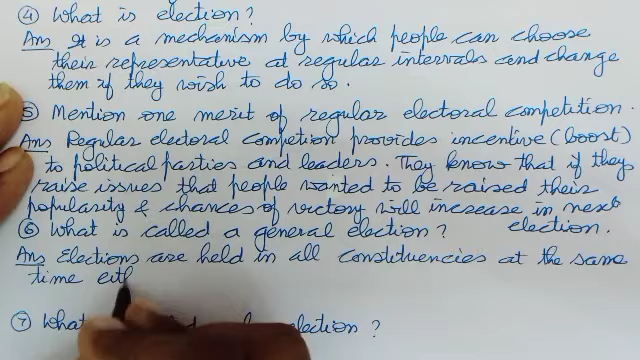 ④ What is election?
Ans It is a mechanism by which people can choose
their representative at regular intervals and change
them if they wish to do so.
⑤ Mention one merit of regular electoral competition.
Ans Regular electoral competion provides incentive (boost)
to political parties and leaders. They know that if they
raise issues that people wanted to be raised their
popularity & chances of victory will increase in next
election.
⑥ What is called a general election?
Ans Elections are held in all constituencies at the same
time eith
⑦ What election?